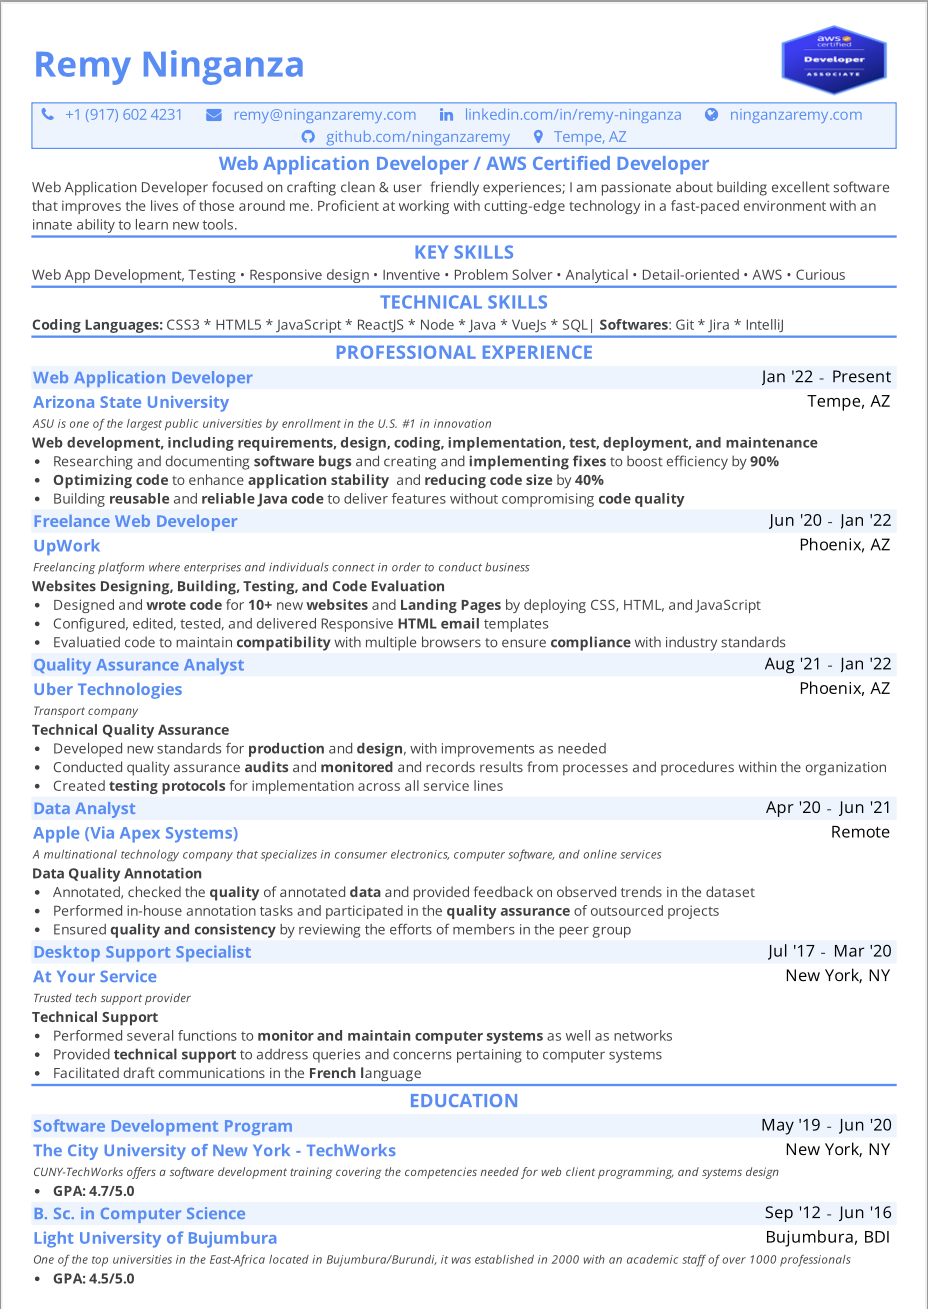 Remy Ninganza
aws
certified
Developer
ASSOCIATE
+1 (917) 602 4231 remy@ninganzaremy.com linkedin.com/in/remy-ninganza ninganzaremy.com
github.com/ninganzaremy Tempe, AZ
Web Application Developer / AWS Certified Developer
Web Application Developer focused on crafting clean & user friendly experiences; I am passionate about building excellent software
that improves the lives of those around me. Proficient at working with cutting-edge technology in a fast-paced environment with an
innate ability to learn new tools.
KEY SKILLS
Web App Development, Testing • Responsive design • Inventive • Problem Solver • Analytical • Detail-oriented • AWS • Curious
TECHNICAL SKILLS
Coding Languages: CSS3 * HTML5 * JavaScript * ReactJS * Node * Java * VueJs * SQL| Softwares: Git * Jira * IntelliJ
PROFESSIONAL EXPERIENCE
Web Application Developer Jan '22 - Present
Arizona State University Tempe, AZ
ASU is one of the largest public universities by enrollment in the U.S. #1 in innovation
Web development, including requirements, design, coding, implementation, test, deployment, and maintenance
• Researching and documenting software bugs and creating and implementing fixes to boost efficiency by 90%
• Optimizing code to enhance application stability and reducing code size by 40%
• Building reusable and reliable Java code to deliver features without compromising code quality
Freelance Web Developer Jun '20 - Jan '22
UpWork Phoenix, AZ
Freelancing platform where enterprises and individuals connect in order to conduct business
Websites Designing, Building, Testing, and Code Evaluation
• Designed and wrote code for 10+ new websites and Landing Pages by deploying CSS, HTML, and JavaScript
• Configured, edited, tested, and delivered Responsive HTML email templates
• Evaluatied code to maintain compatibility with multiple browsers to ensure compliance with industry standards
Quality Assurance Analyst Aug '21 - Jan '22
Uber Technologies Phoenix, AZ
Transport company
Technical Quality Assurance
• Developed new standards for production and design, with improvements as needed
• Conducted quality assurance audits and monitored and records results from processes and procedures within the organization
• Created testing protocols for implementation across all service lines
Data Analyst Apr '20 - Jun '21
Apple (Via Apex Systems) Remote
A multinational technology company that specializes in consumer electronics, computer software, and online services
Data Quality Annotation
• Annotated, checked the quality of annotated data and provided feedback on observed trends in the dataset
• Performed in-house annotation tasks and participated in the quality assurance of outsourced projects
• Ensured quality and consistency by reviewing the efforts of members in the peer group
Desktop Support Specialist Jul '17 - Mar '20
At Your Service New York, NY
Trusted tech support provider
Technical Support
• Performed several functions to monitor and maintain computer systems as well as networks
• Provided technical support to address queries and concerns pertaining to computer systems
• Facilitated draft communications in the French language
EDUCATION
Software Development Program May '19 - Jun '20
The City University of New York - TechWorks New York, NY
CUNY-TechWorks offers a software development training covering the competencies needed for web client programming, and systems design
• GPA: 4.7/5.0
B. Sc. in Computer Science Sep '12 - Jun '16
Light University of Bujumbura Bujumbura, BDI
One of the top universities in the East-Africa located in Bujumbura/Burundi, it was established in 2000 with an academic staff of over 1000 professionals
• GPA: 4.5/5.0